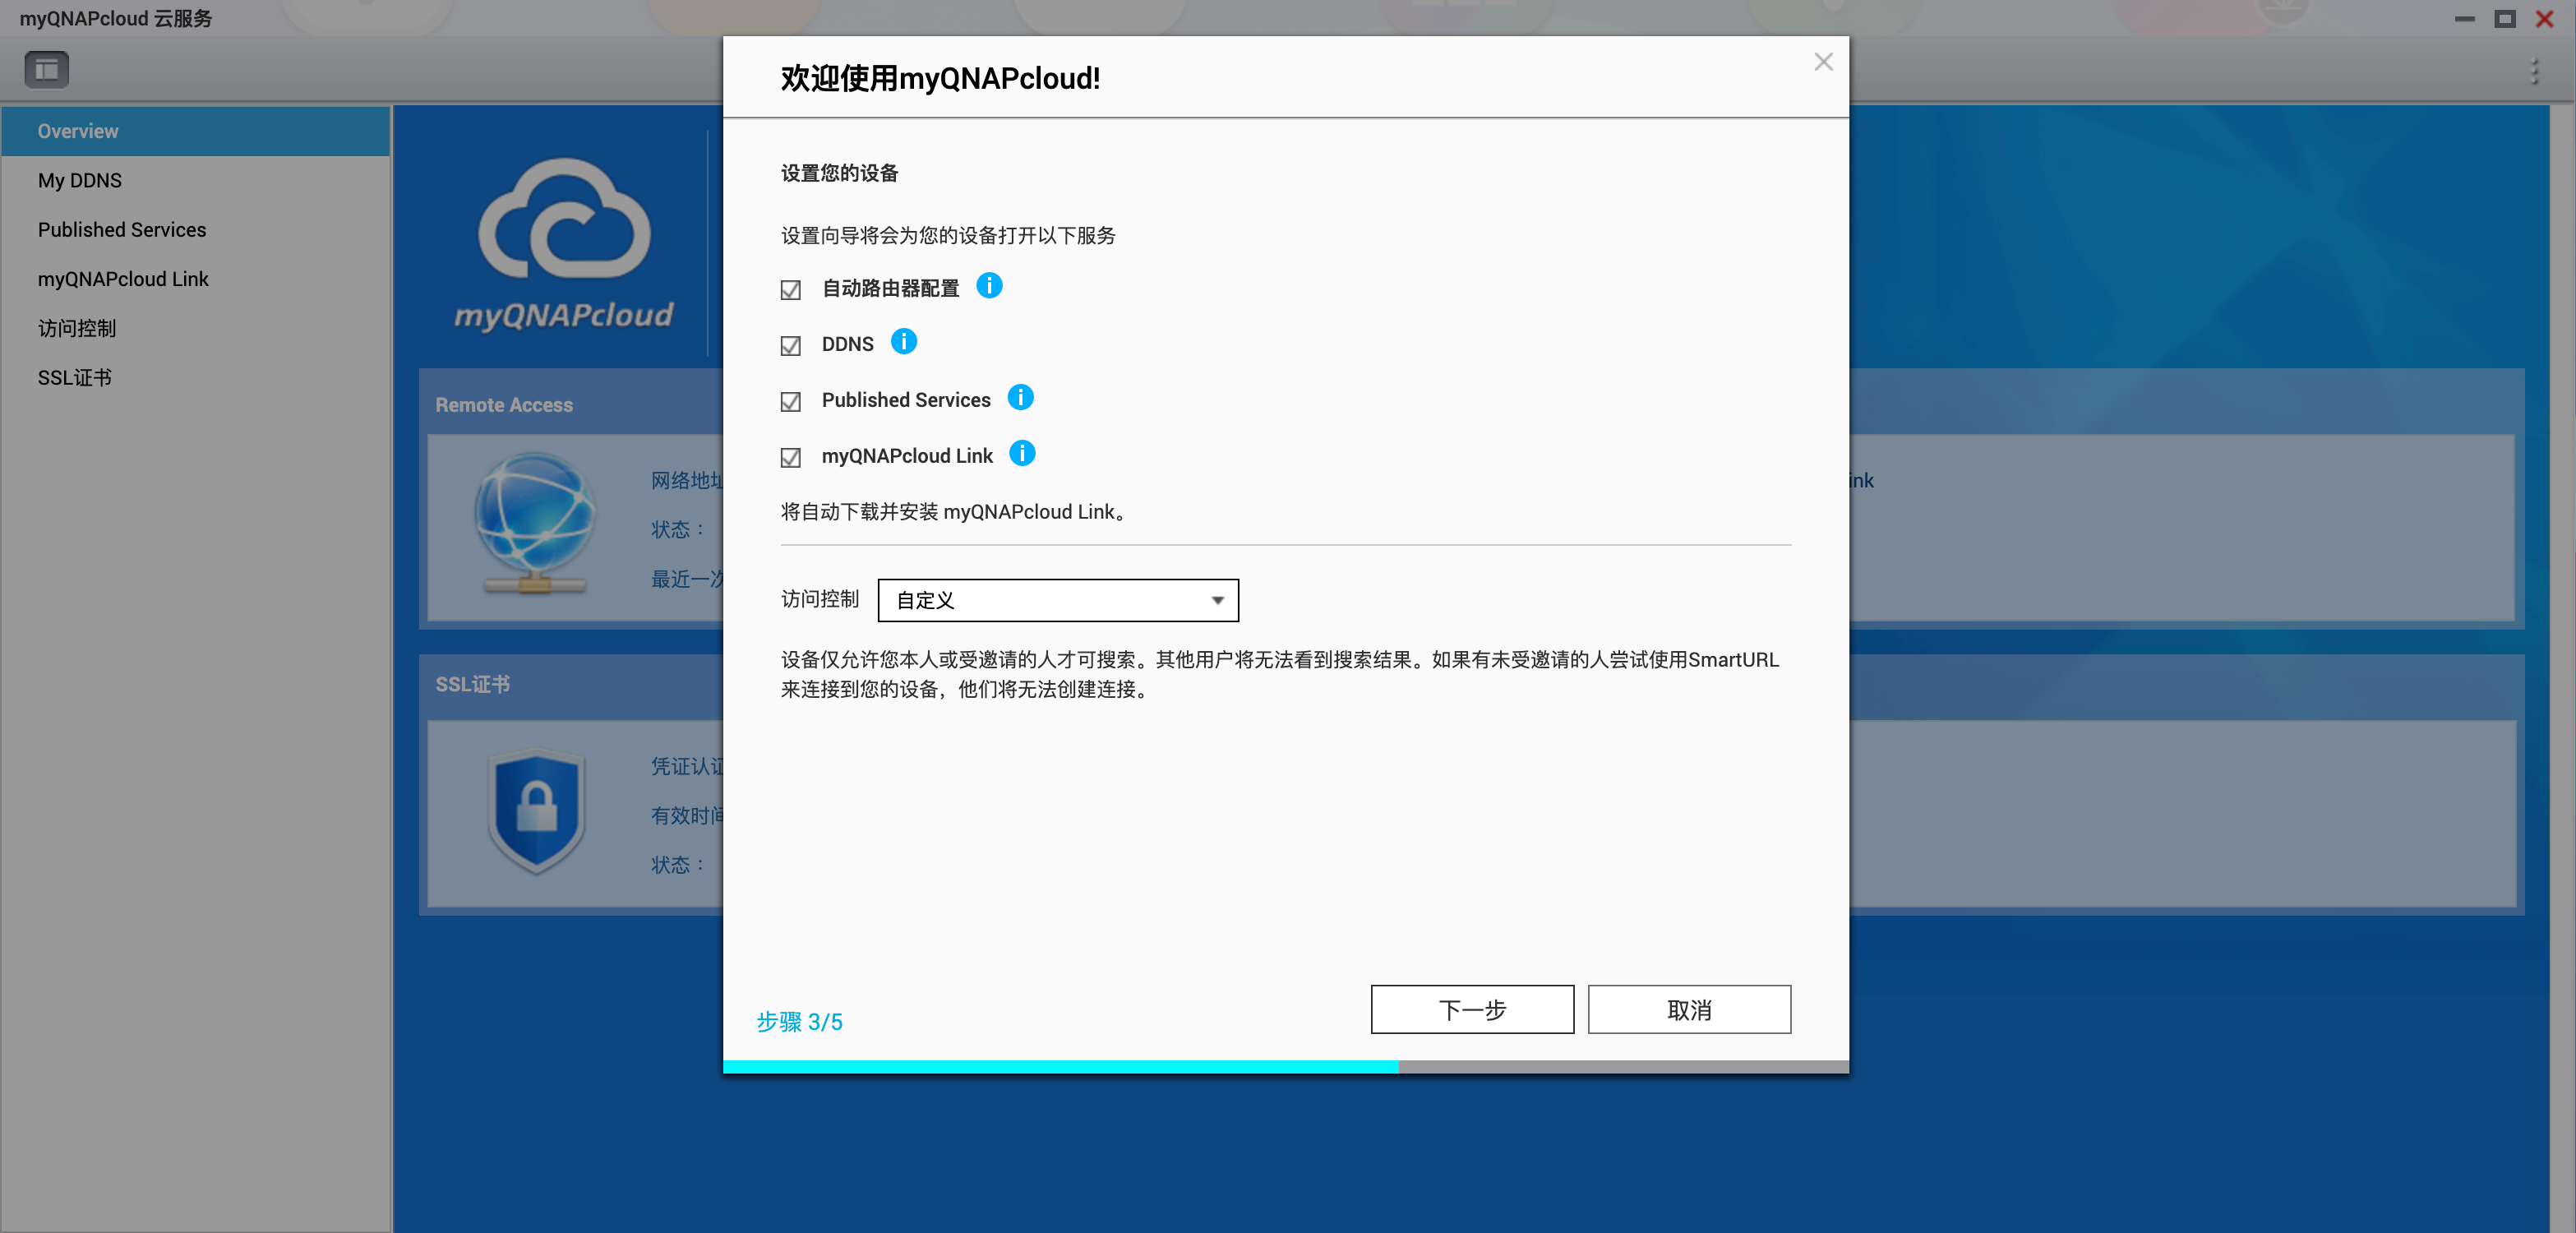 myQNAPcloud 云服务
欢迎使用myQNAPcloud!
Overview
My DDNS
Published Services
myQNAPcloud Link
访问控制
SSL证书
myQNAPcloud
Remote Access
网络地址
状态：
最近一次
ink
SSL证书
凭证认证
有效时间
状态：
设置您的设备
设置向导将会为您的设备打开以下服务
自动路由器配置
DDNS
Published Services
myQNAPcloud Link
将自动下载并安装 myQNAPcloud Link。
访问控制 自定义
设备仅允许您本人或受邀请的人才可搜索。其他用户将无法看到搜索结果。如果有未受邀请的人尝试使用SmartURL
来连接到您的设备，他们将无法创建连接。
步骤 3/5
下一步 取消